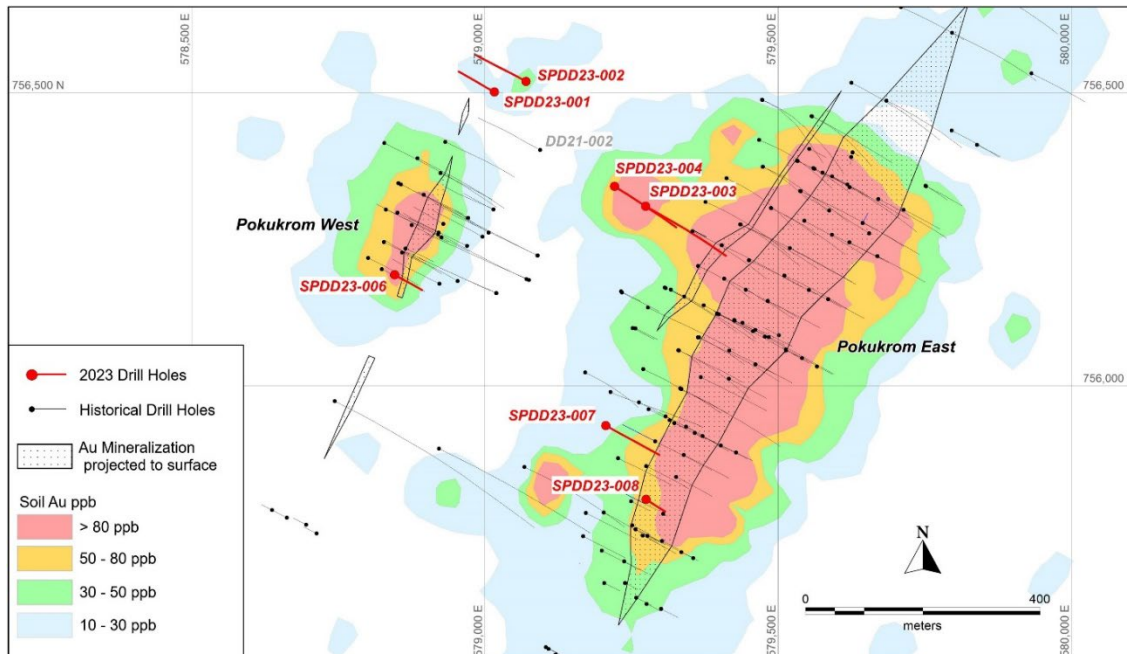 578,500 E
579,000 E
579,500 E
580,000 E
756,500 N
756,500
SPDD23-002
SPDD23-001
DD21-002
SPDD23-004
SPDD23-003
Pokukrom West
SPDD23-006
Pokukrom East
756,000
SPDD23-007
SPDD23-008
2023 Drill Holes
Historical Drill Holes
Au Mineralization
projected to surface
Soil Au ppb
> 80 ppb
50 - 80 ppb
30 - 50 ppb
10 - 30 ppb
N
0
400
meters
579,000 E
579,500 E
580,000 E